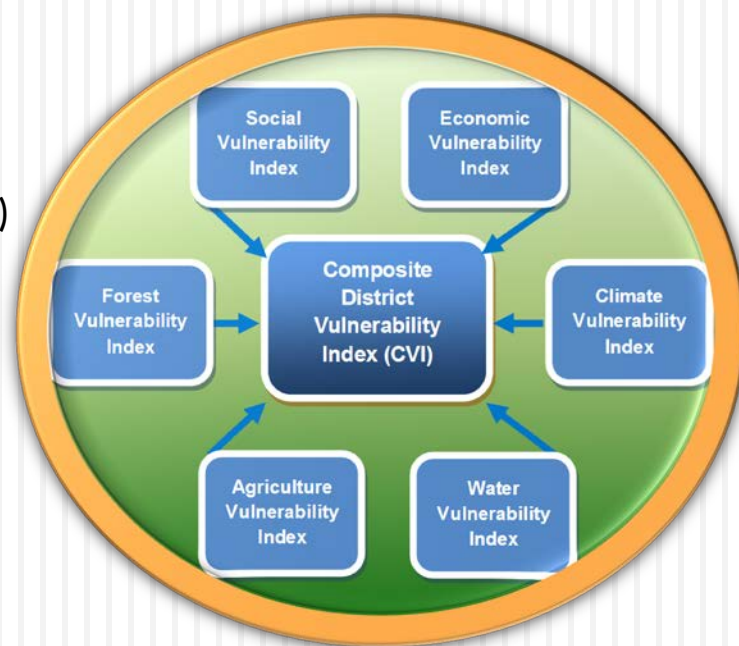 Social
Vulnerability
Index
Economic
Vulnerability
Index
)
Forest
Vulnerability
Index
Composite
District
Vulnerability
Index (CVI)
Climate
Vulnerability
Index
Agriculture
Vulnerability
Index
Water
Vulnerability
Index